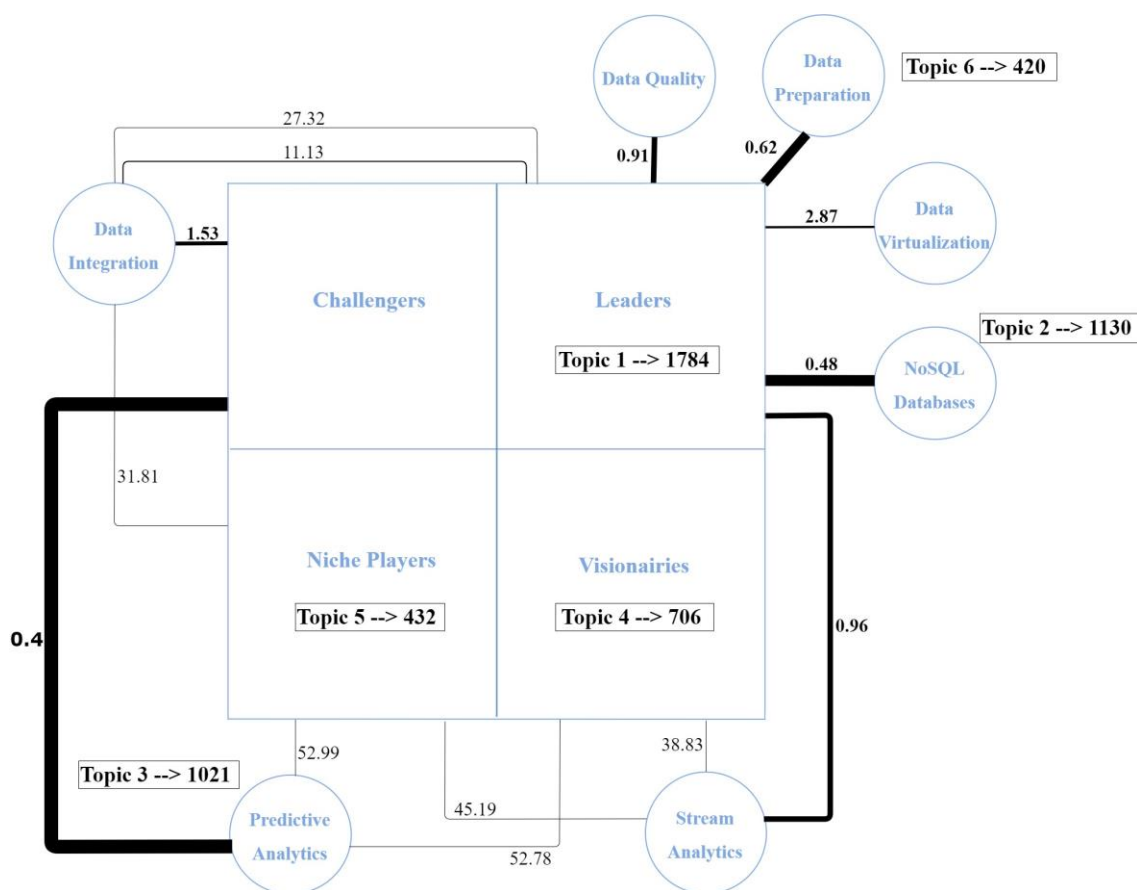 Data Quality
Data
Preparation
Topic 6 --> 420
27.32
11.13
0.91
0.62
Data
Integration
1.53
2.87
Data
Virtualization
Challengers
Leaders
Topic 1 --> 1784
Topic 2 --> 1130
0.48
NoSQL
Databases
31.81
Niche Players
Visionairies
Topic 5 --> 432
Topic 4 --> 706
0.4
0.96
52.99
38.83
Topic 3 --> 1021
45.19
Predictive
Analytics
Stream
Analytics
52.78